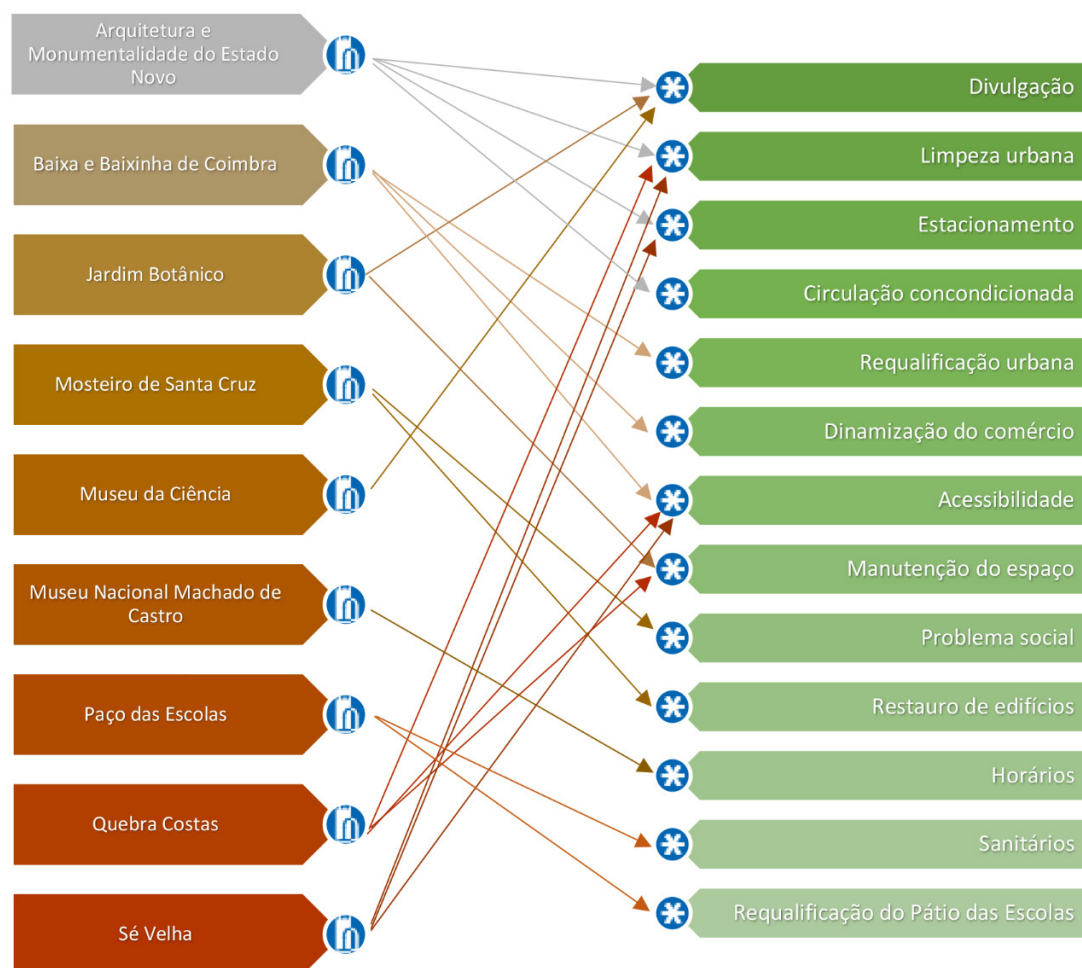 Arquitetura e
Monumentalidade do Estado
Novo
Baixa e Baixinha de Coimbra
Jardim Botânico
Mosteiro de Santa Cruz
Museu da Ciência
Museu Nacional Machado de
Castro
Paço das Escolas
Quebra Costas
Sé Velha
Divulgação
Limpeza urbana
Estacionamento
Circulação concondicionada
Requalificação urbana
Dinamização do comércio
Acessibilidade
Manutenção do espaço
Problema social
Restauro de edifícios
Horários
Sanitários
Requalificação do Pátio das Escolas